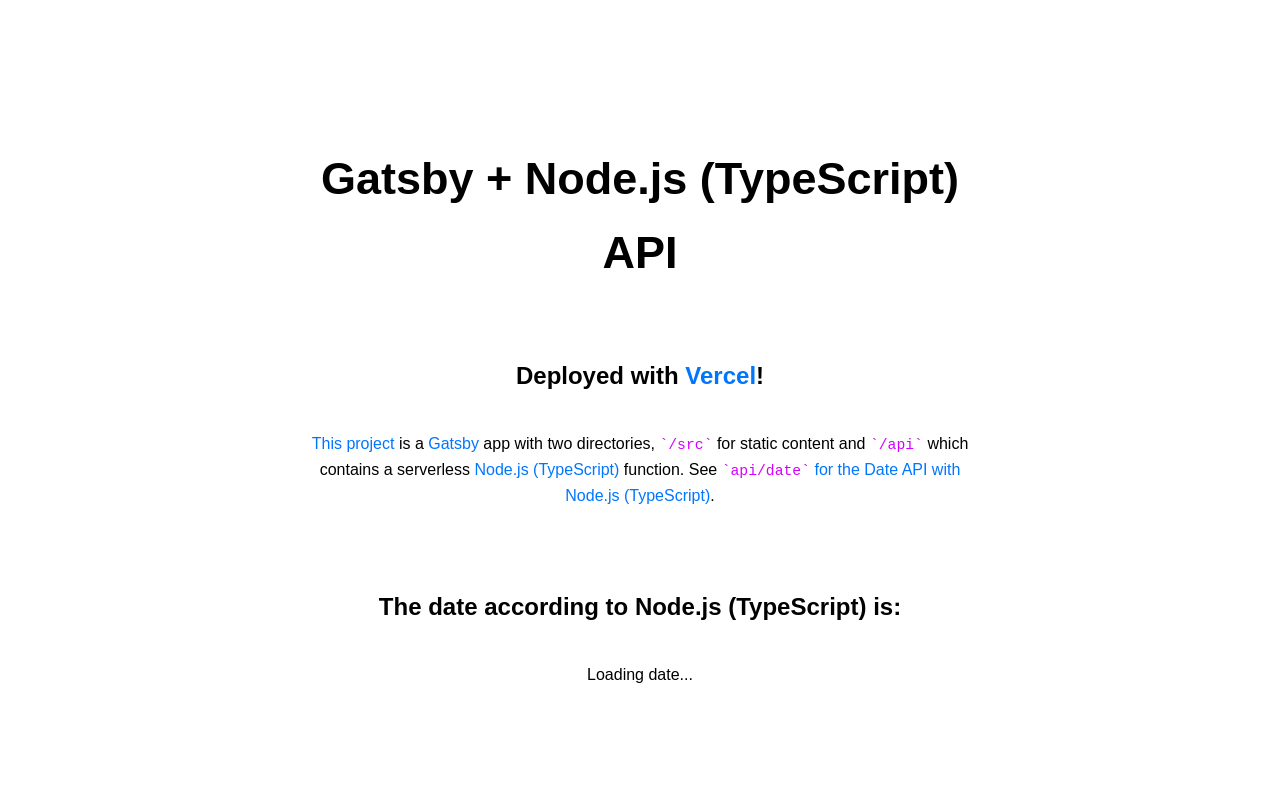 Gatsby + Node.js (TypeScript)
API
Deployed with Vercel!
This project is a Gatsby app with two directories, `/src` for static content and `/api` which
contains a serverless Node.js (TypeScript) function. See `api/date` for the Date API with
Node.js (TypeScript).
The date according to Node.js (TypeScript) is:
Loading date...